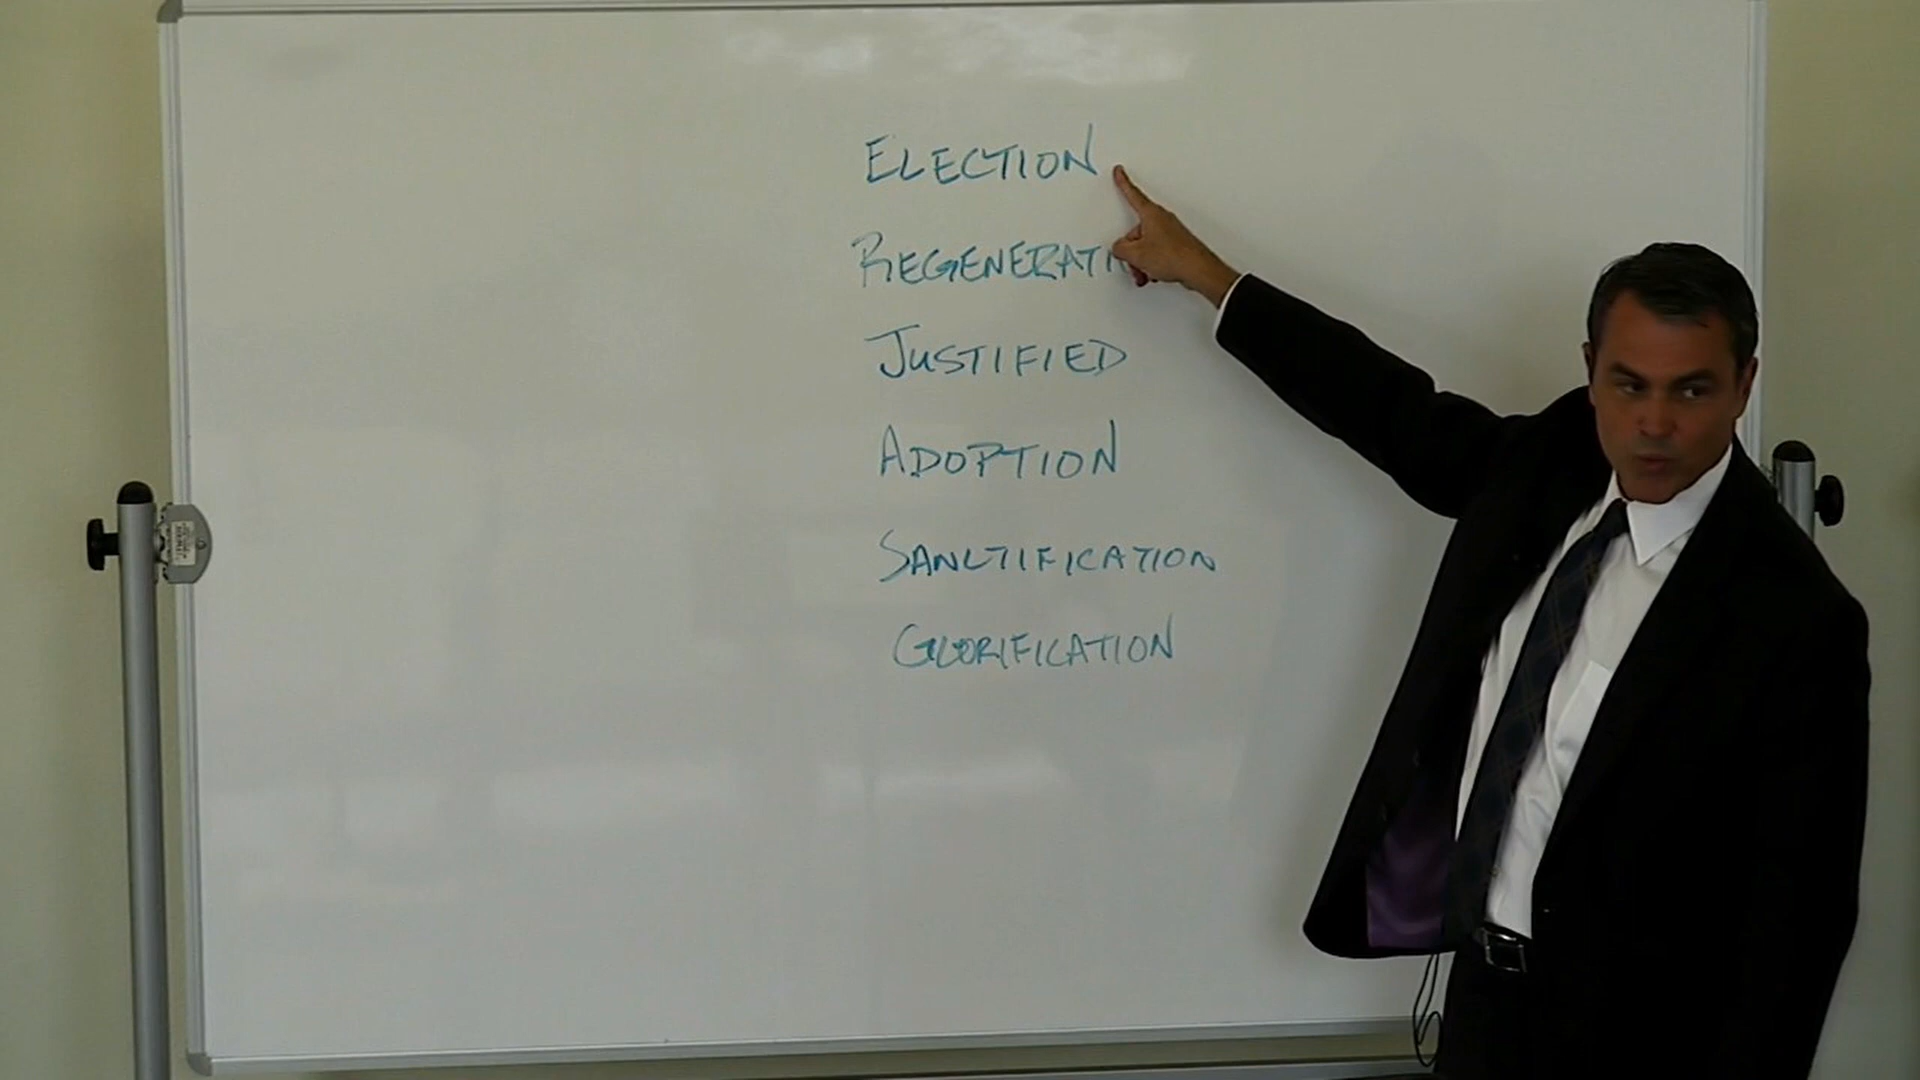 ELECTION
REGENERATI
JUSTIFIED
ADOPTION
SANCTIFICATION
GLORIFICATION